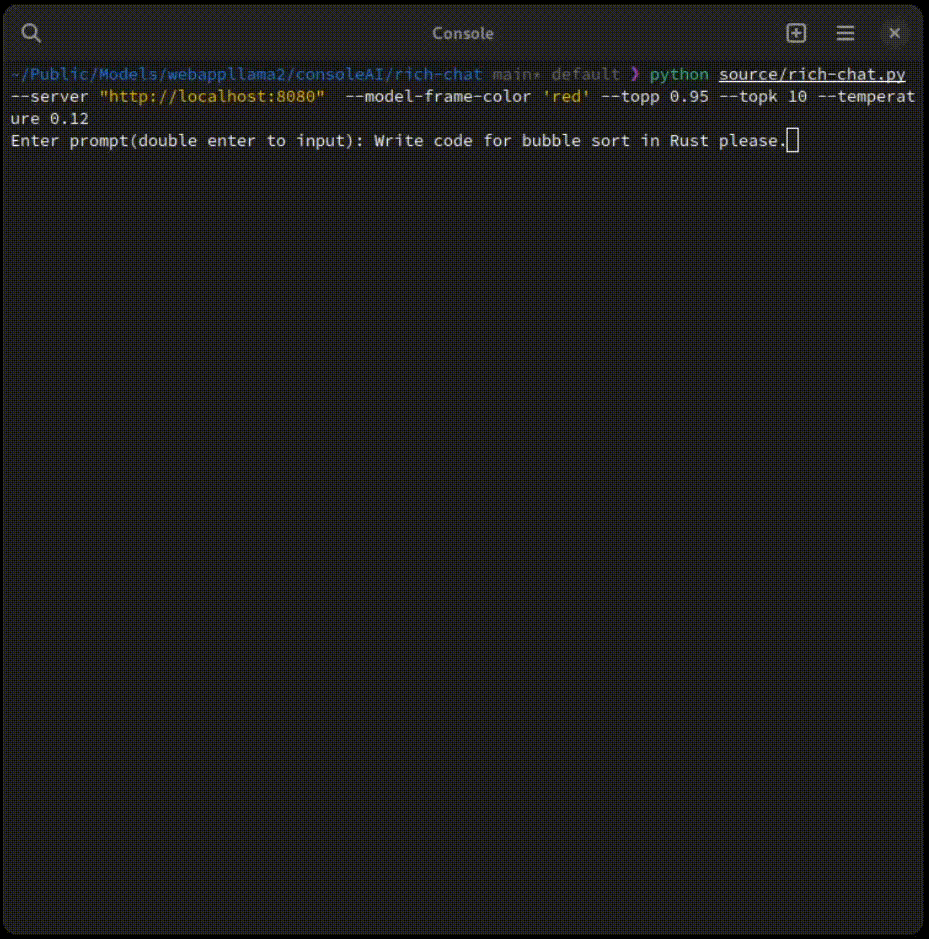 Console
~/Public/Models/webappllama2/consoleAI/rich-chat main* default ❯ python source/rich-chat.py
--server "http://localhost:8080"  --model-frame-color 'red' --topp 0.95 --topk 10 --temperat
ure 0.12
Enter prompt(double enter to input): Write code for bubble sort in Rust please.